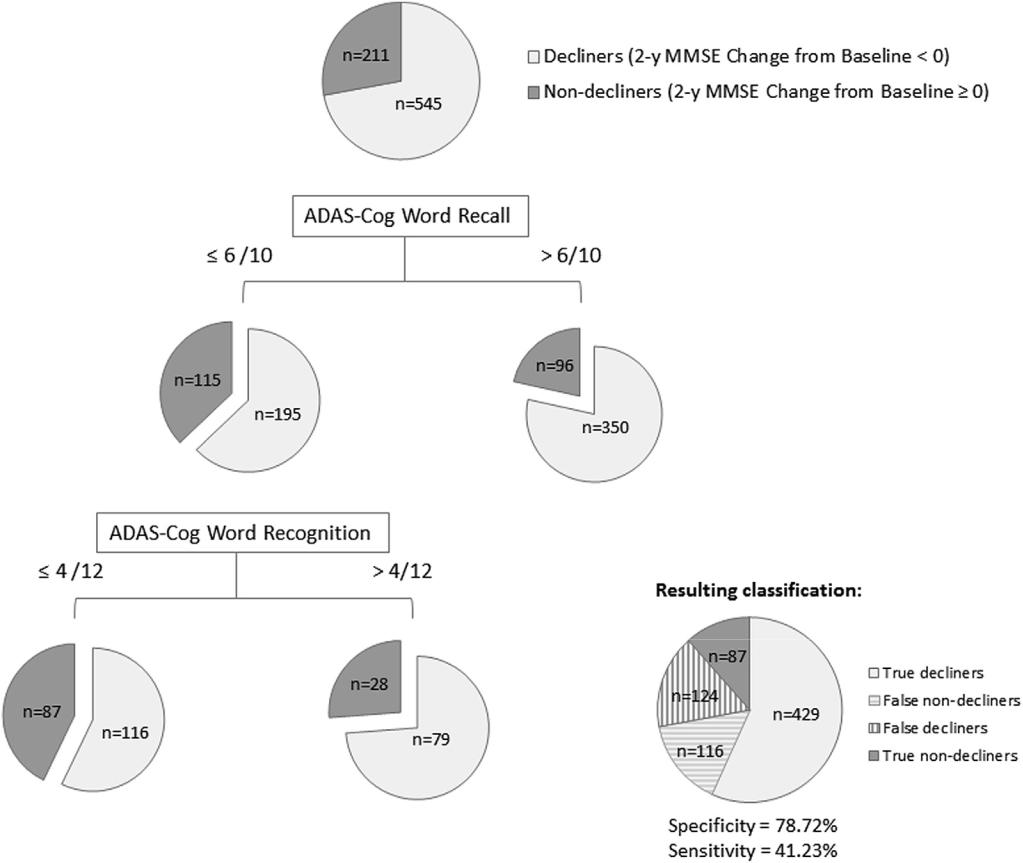 n=211
n=545
Decliners (2-y MMSE Change from Baseline < 0)
Non-decliners (2-y MMSE Change from Baseline ≥ 0)
ADAS-Cog Word Recall
≤ 6 /10
> 6/10
n=115
n=195
n=96
n=350
ADAS-Cog Word Recognition
≤ 4 /12
> 4/12
n=87
n=116
n=28
n=79
Resulting classification:
n=87
n=124
n=429
n=116
True decliners
False non-decliners
False decliners
True non-decliners
Specificity = 78.72%
Sensitivity = 41.23%